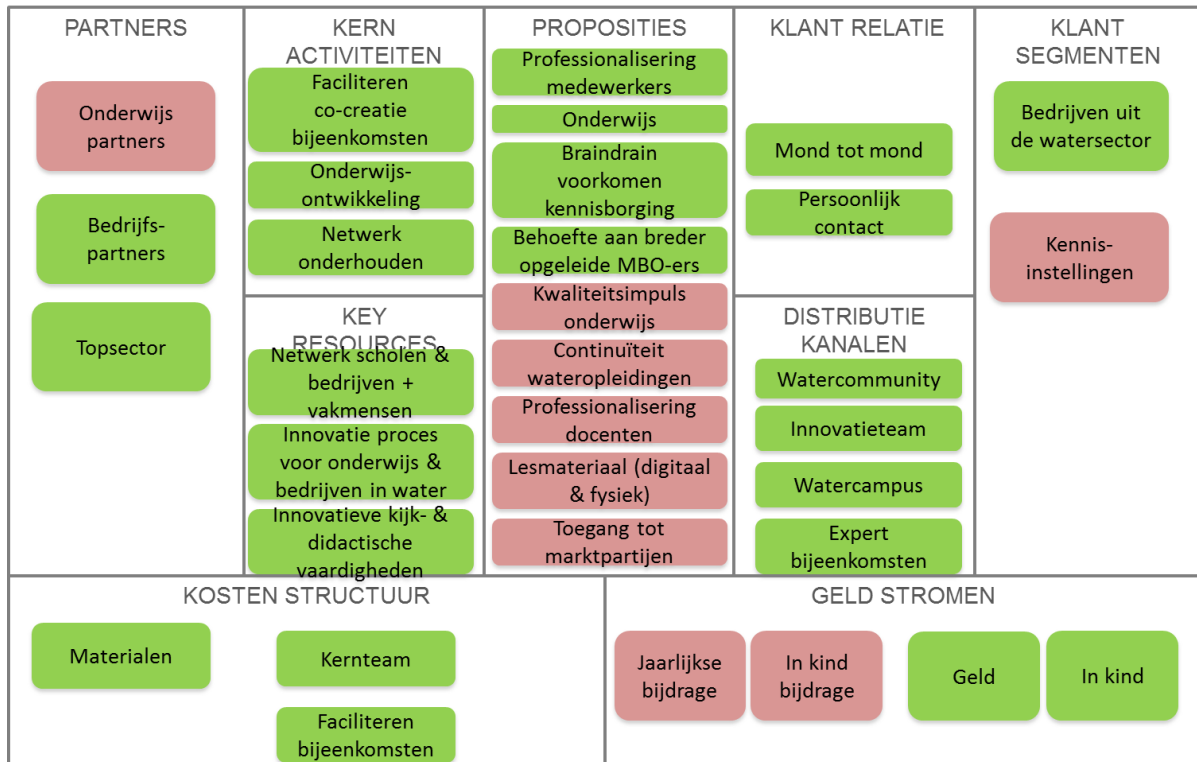 PARTNERS
Onderwijs
partners
Bedrijfs-
partners
Topsector
KERN
ACTIVITEITEN
Faciliteren
co-creatie
bijeenkomsten
Onderwijs-
ontwikkeling
Netwerk
onderhouden
KEY
RESOURCES
Netwerk scholen &
bedrijven +
vakmensen
Innovatie proces
voor onderwijs &
bedrijven in water
Innovatieve kijk- &
didactische
vaardigheden
PROPOSITIES
Professionalisering
medewerkers
Onderwijs
Braindrain
voorkomen
kennisborging
Behoefte aan breder
opgeleide MBO-ers
Kwaliteitsimpuls
onderwijs
Continuïteit
wateropleidingen
Professionalisering
docenten
Lesmateriaal (digitaal
& fysiek)
Toegang tot
marktpartijen
KLANT RELATIE
Mond tot mond
Persoonlijk
contact
DISTRIBUTIE
KANALEN
Watercommunity
Innovatieteam
Watercampus
Expert
bijeenkomsten
KLANT
SEGMENTEN
Bedrijven uit
de watersector
Kennis-
instellingen
KOSTEN STRUCTUUR
Materialen
Kernteam
Faciliteren
bijeenkomsten
GELD STROMEN
Jaarlijkse
bijdrage
In kind
bijdrage
Geld
In kind